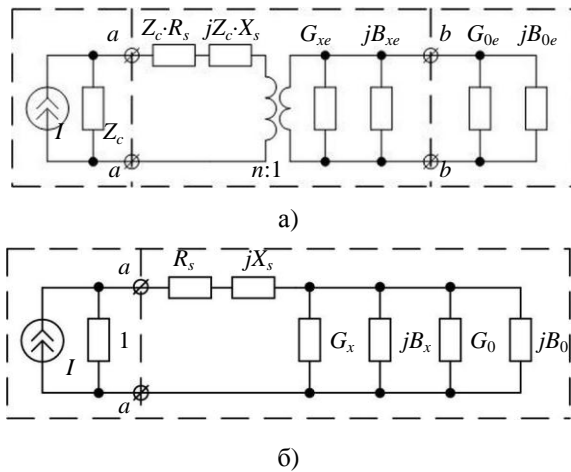 a Z_c·R_s jZ_c·X_s G_xe jB_xe b G_0e jB_0e
I Z_c
a n:1 b
а)
a R_s jX_s
I 1 G_x jB_x G_0 jB_0
a
б)